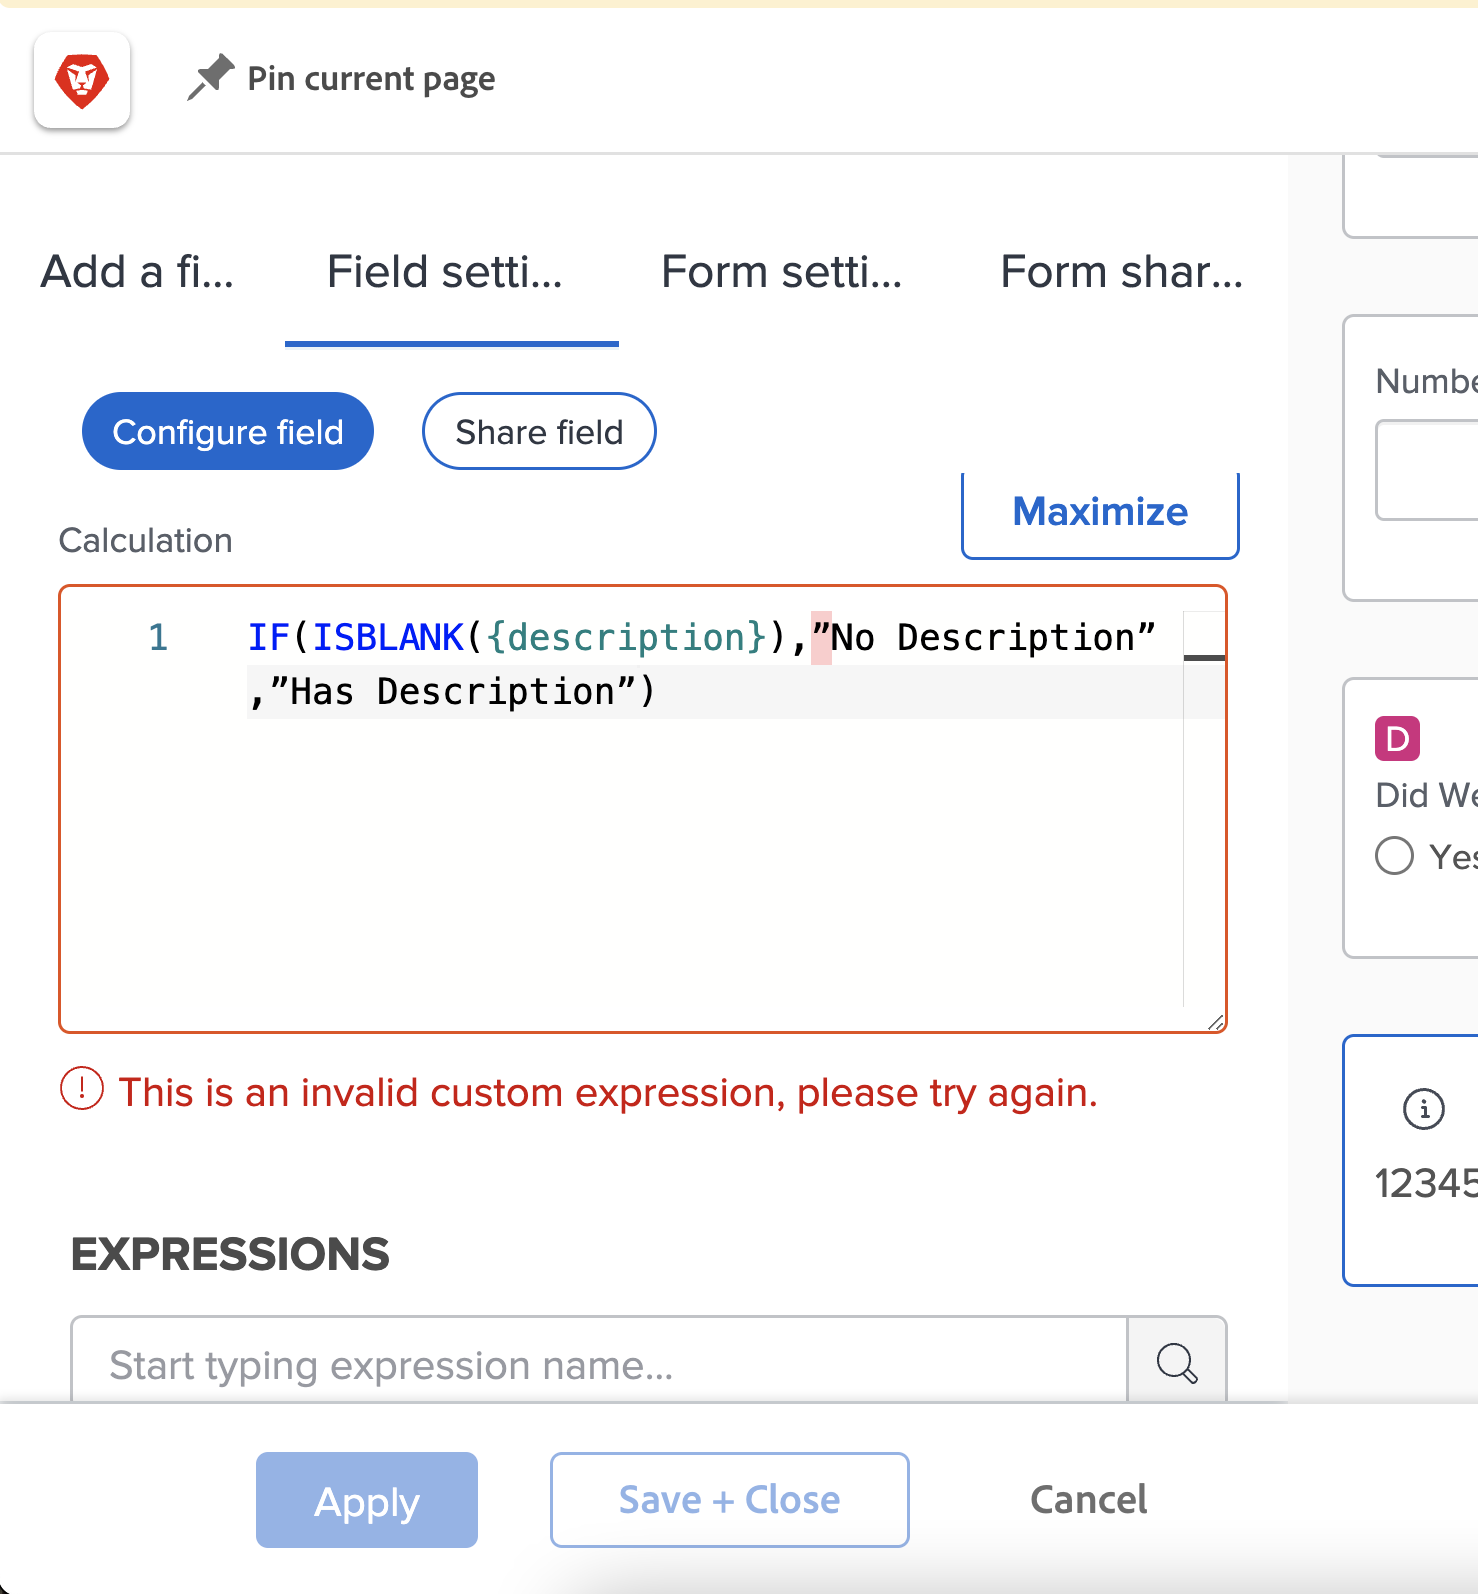 Pin current page
Add a fi...
Field setti...
Form setti...
Form shar...
Configure field
Share field
Maximize
Calculation
1
IF(ISBLANK({description}),”No Description”
,”Has Description”)
This is an invalid custom expression, please try again.
EXPRESSIONS
Start typing expression name...
Apply
Save + Close
Cancel
Numbe
D
Did We
Yes
12345